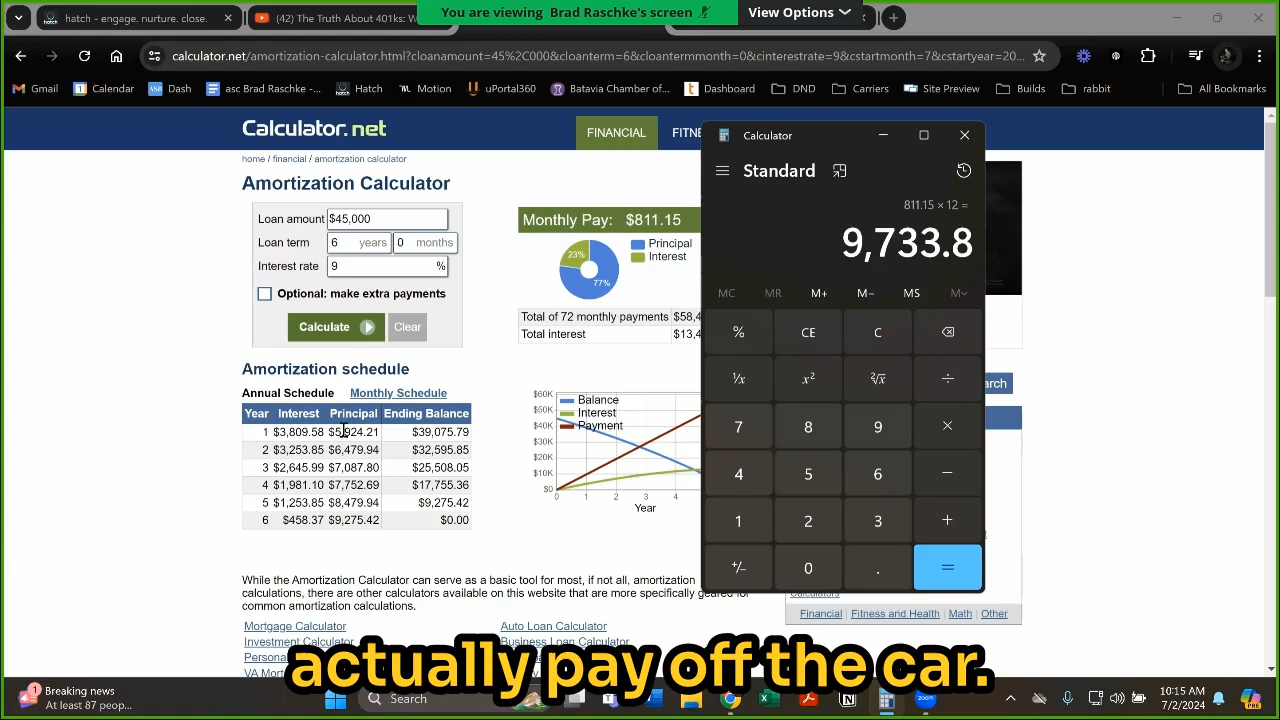 hatch - engage. nurture. close.
(42) The Truth About 401ks: W
You are viewing Brad Raschke's screen
View Options
calculator.net/amortization-calculator.html?cloanamount=45%2C000&cloanterm=6&cloantermmonth=0&cinterestrate=9&cstartmonth=7&cstartyear=20...
Gmail
Calendar
Dash
asc Brad Raschke -...
Hatch
Motion
uPortal360
Batavia Chamber of...
Dashboard
DND
Carriers
Site Preview
Builds
rabbit
All Bookmarks
Calculator.net
FINANCIAL
FITNE
home / financial / amortization calculator
Amortization Calculator
Loan amount $45,000
Loan term 6 years 0 months
Interest rate 9 %
Optional: make extra payments
Calculate
Clear
Monthly Pay: $811.15
23%
77%
Principal
Interest
Total of 72 monthly payments $58,4
Total interest $13,4
Amortization schedule
Annual Schedule Monthly Schedule
Year Interest Principal Ending Balance
1 $3,809.58 $5,924.21 $39,075.79
2 $3,253.85 $6,479.94 $32,595.85
3 $2,645.99 $7,087.80 $25,508.05
4 $1,981.10 $7,752.69 $17,755.36
5 $1,253.85 $8,479.94 $9,275.42
6 $458.37 $9,275.42 $0.00
$60K
$50K
$40K
$30K
$20K
$10K
$0
Balance
Interest
Payment
0 1 2 3 4
Year
While the Amortization Calculator can serve as a basic tool for most, if not all, amortization
calculations, there are other calculators available on this website that are more specifically geared for
common amortization calculations.
Mortgage Calculator
Auto Loan Calculator
Investment Calculator
Business Loan Calculator
Persona
VA Mor
Calculator
Standard
811.15 × 12 =
9,733.8
MC MR M+ M− MS M
% CE C
¹/x x² ²√x ÷
7 8 9 ×
4 5 6 −
1 2 3 +
+/− 0 . =
arch
Calculators
Financial Fitness and Health Math Other
actually pay off the car.
1
Breaking news
At least 87 people...
Search
zoom
10:15 AM
7/2/2024
PRE